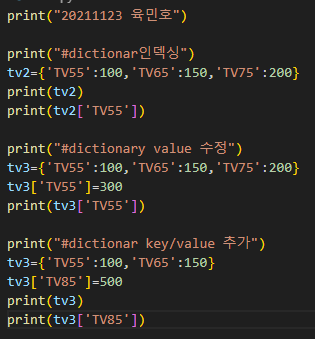 print("20211123 육민호")
print("#dictionar인덱싱")
tv2={'TV55':100,'TV65':150,'TV75':200}
print(tv2)
print(tv2['TV55'])
print("#dictionary value 수정")
tv3={'TV55':100,'TV65':150,'TV75':200}
tv3['TV55']=300
print(tv3['TV55'])
print("#dictionar key/value 추가")
tv3={'TV55':100,'TV65':150}
tv3['TV85']=500
print(tv3)
print(tv3['TV85'])